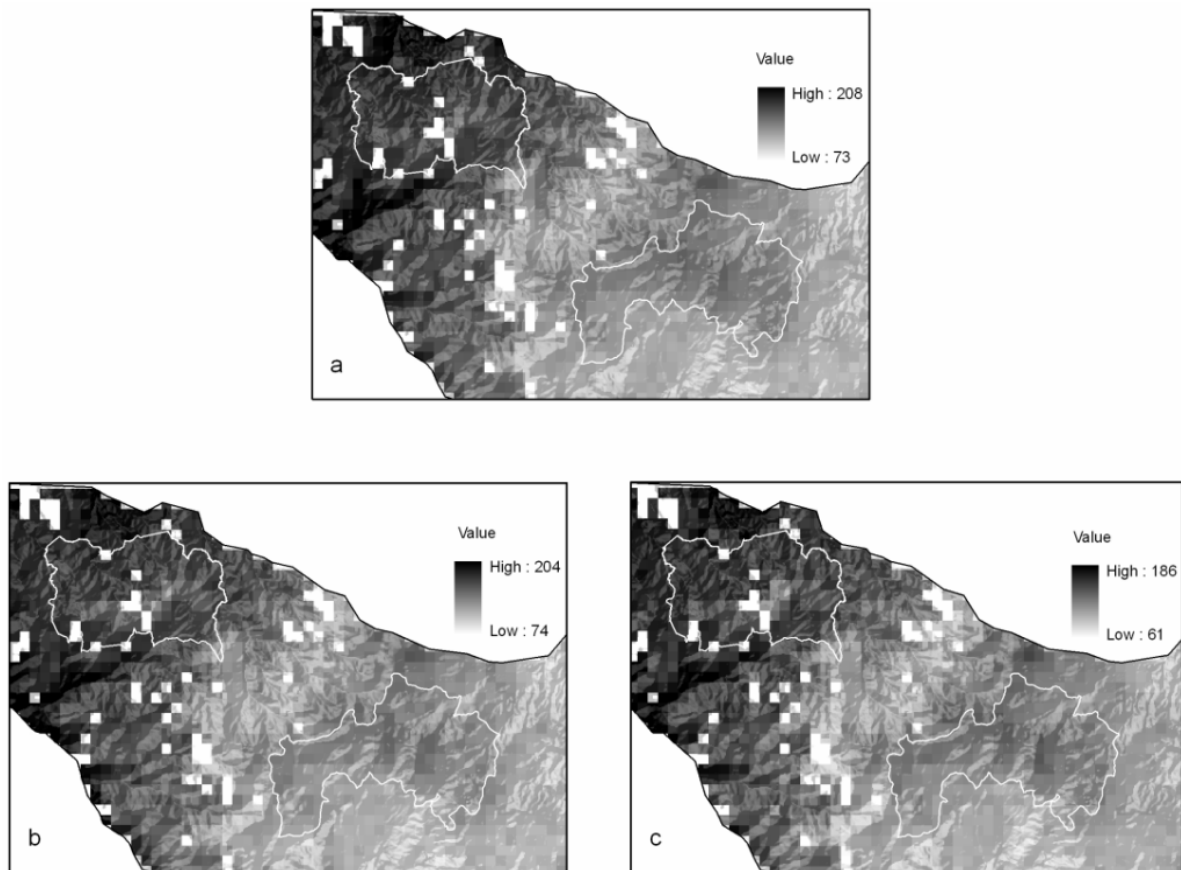 Value
High : 208
Low : 73
a
Value
High : 204
Low : 74
b
Value
High : 186
Low : 61
c